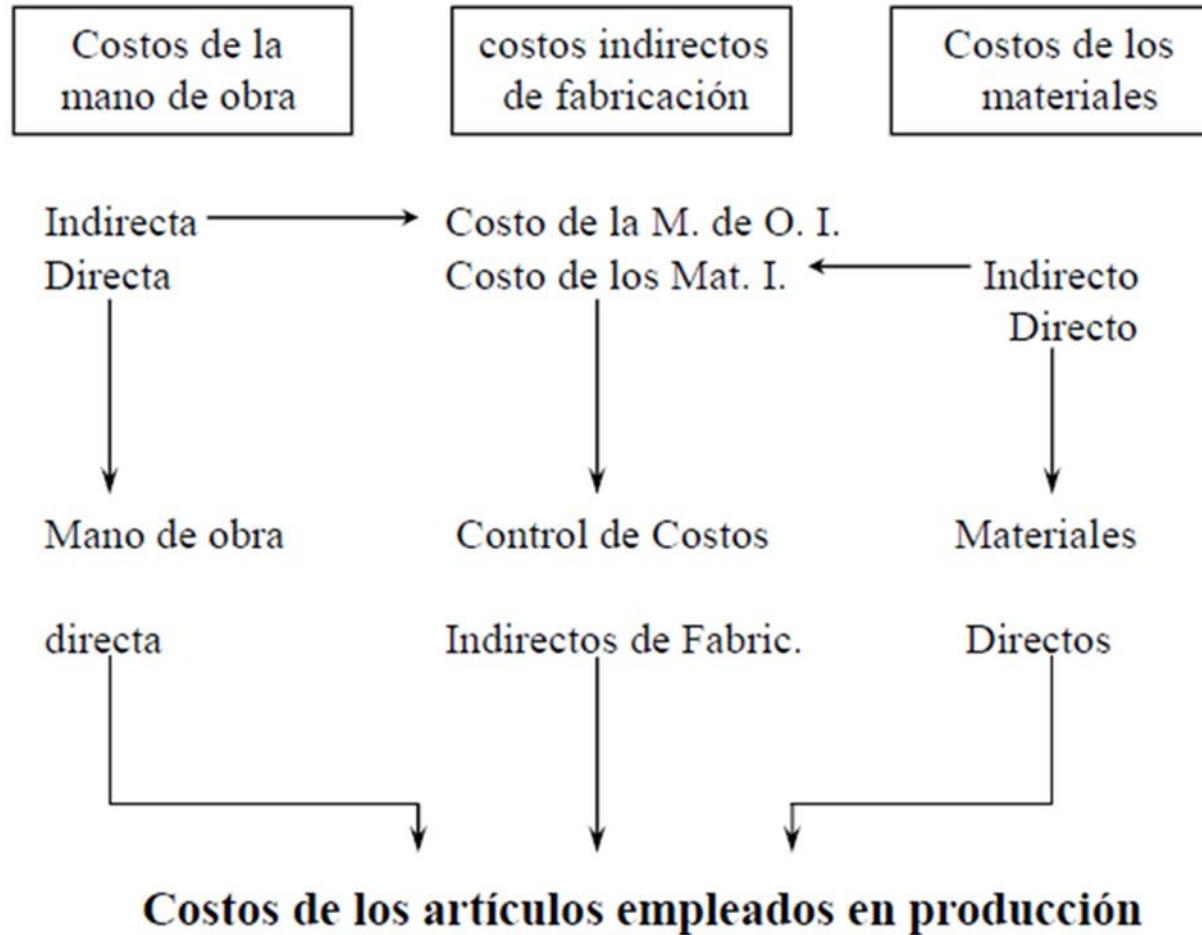 Costos de la
mano de obra
costos indirectos
de fabricación
Costos de los
materiales
Indirecta
Costo de la M. de O. I.
Directa
Costo de los Mat. I.
Indirecto
Directo
Mano de obra
Control de Costos
Materiales
directa
Indirectos de Fabric.
Directos
Costos de los artículos empleados en producción